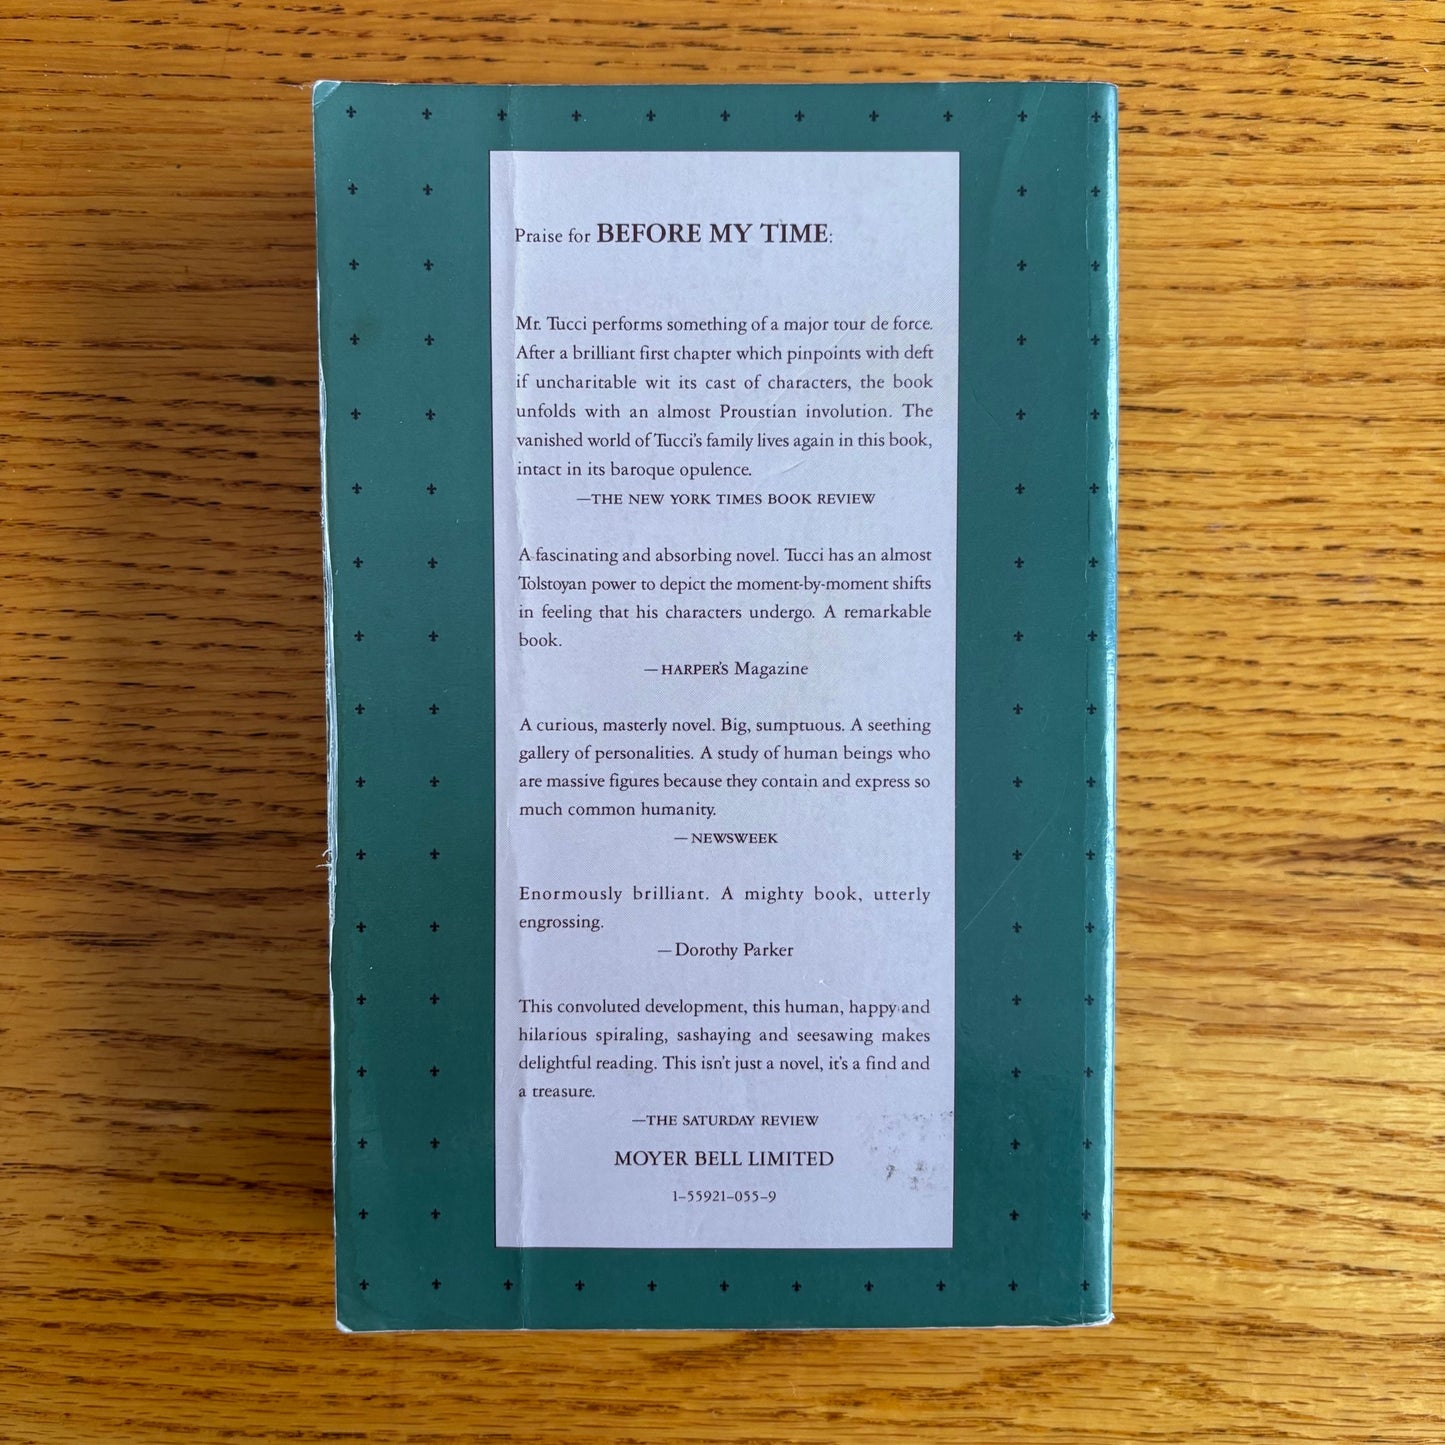 Praise for BEFORE MY TIME:
Mr. Tucci performs something of a major tour de force.
After a brilliant first chapter which pinpoints with deft
if uncharitable wit its cast of characters, the book
unfolds with an almost Proustian involution. The
vanished world of Tucci's family lives again in this book,
intact in its baroque opulence.
—THE NEW YORK TIMES BOOK REVIEW
A fascinating and absorbing novel. Tucci has an almost
Tolstoyan power to depict the moment-by-moment shifts
in feeling that his characters undergo. A remarkable
book.
—HARPER'S Magazine
A curious, masterly novel. Big, sumptuous. A seething
gallery of personalities. A study of human beings who
are massive figures because they contain and express so
much common humanity.
—NEWSWEEK
Enormously brilliant. A mighty book, utterly
engrossing.
—Dorothy Parker
This convoluted development, this human, happy and
hilarious spiraling, sashaying and seesawing makes
delightful reading. This isn't just a novel, it's a find and
a treasure.
—THE SATURDAY REVIEW
MOYER BELL LIMITED
1-55921-055-9